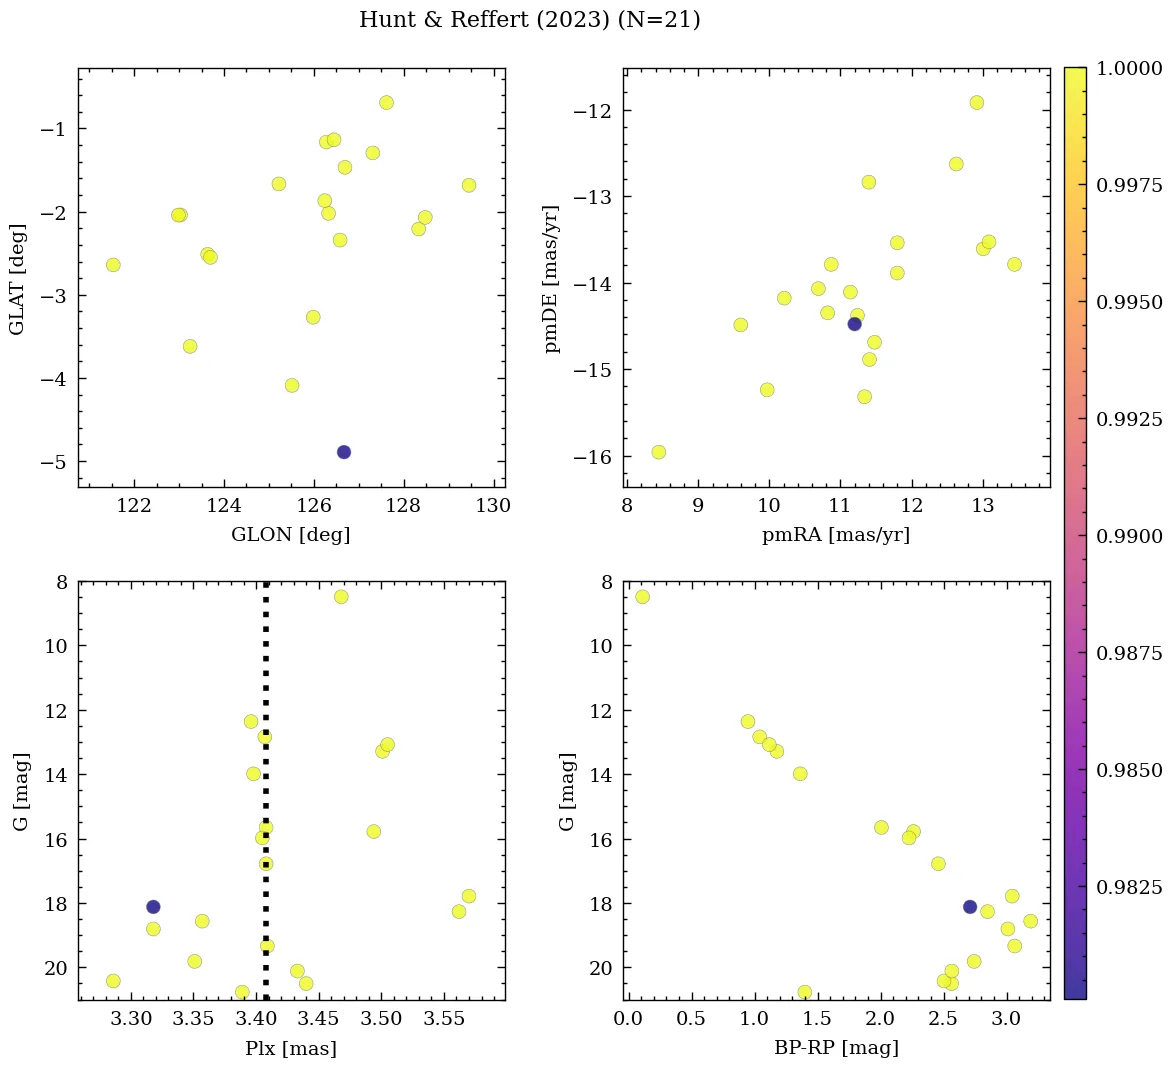 Hunt & Reffert (2023) (N=21)
−1
−2
−3
−4
−5
GLAT [deg]
122 124 126 128 130
GLON [deg]
−12
−13
−14
−15
−16
pmDE [mas/yr]
8 9 10 11 12 13
pmRA [mas/yr]
1.0000
0.9975
0.9950
0.9925
0.9900
0.9875
0.9850
0.9825
8
10
12
14
16
18
20
G [mag]
3.30 3.35 3.40 3.45 3.50 3.55
Plx [mas]
8
10
12
14
16
18
20
G [mag]
0.0 0.5 1.0 1.5 2.0 2.5 3.0
BP-RP [mag]